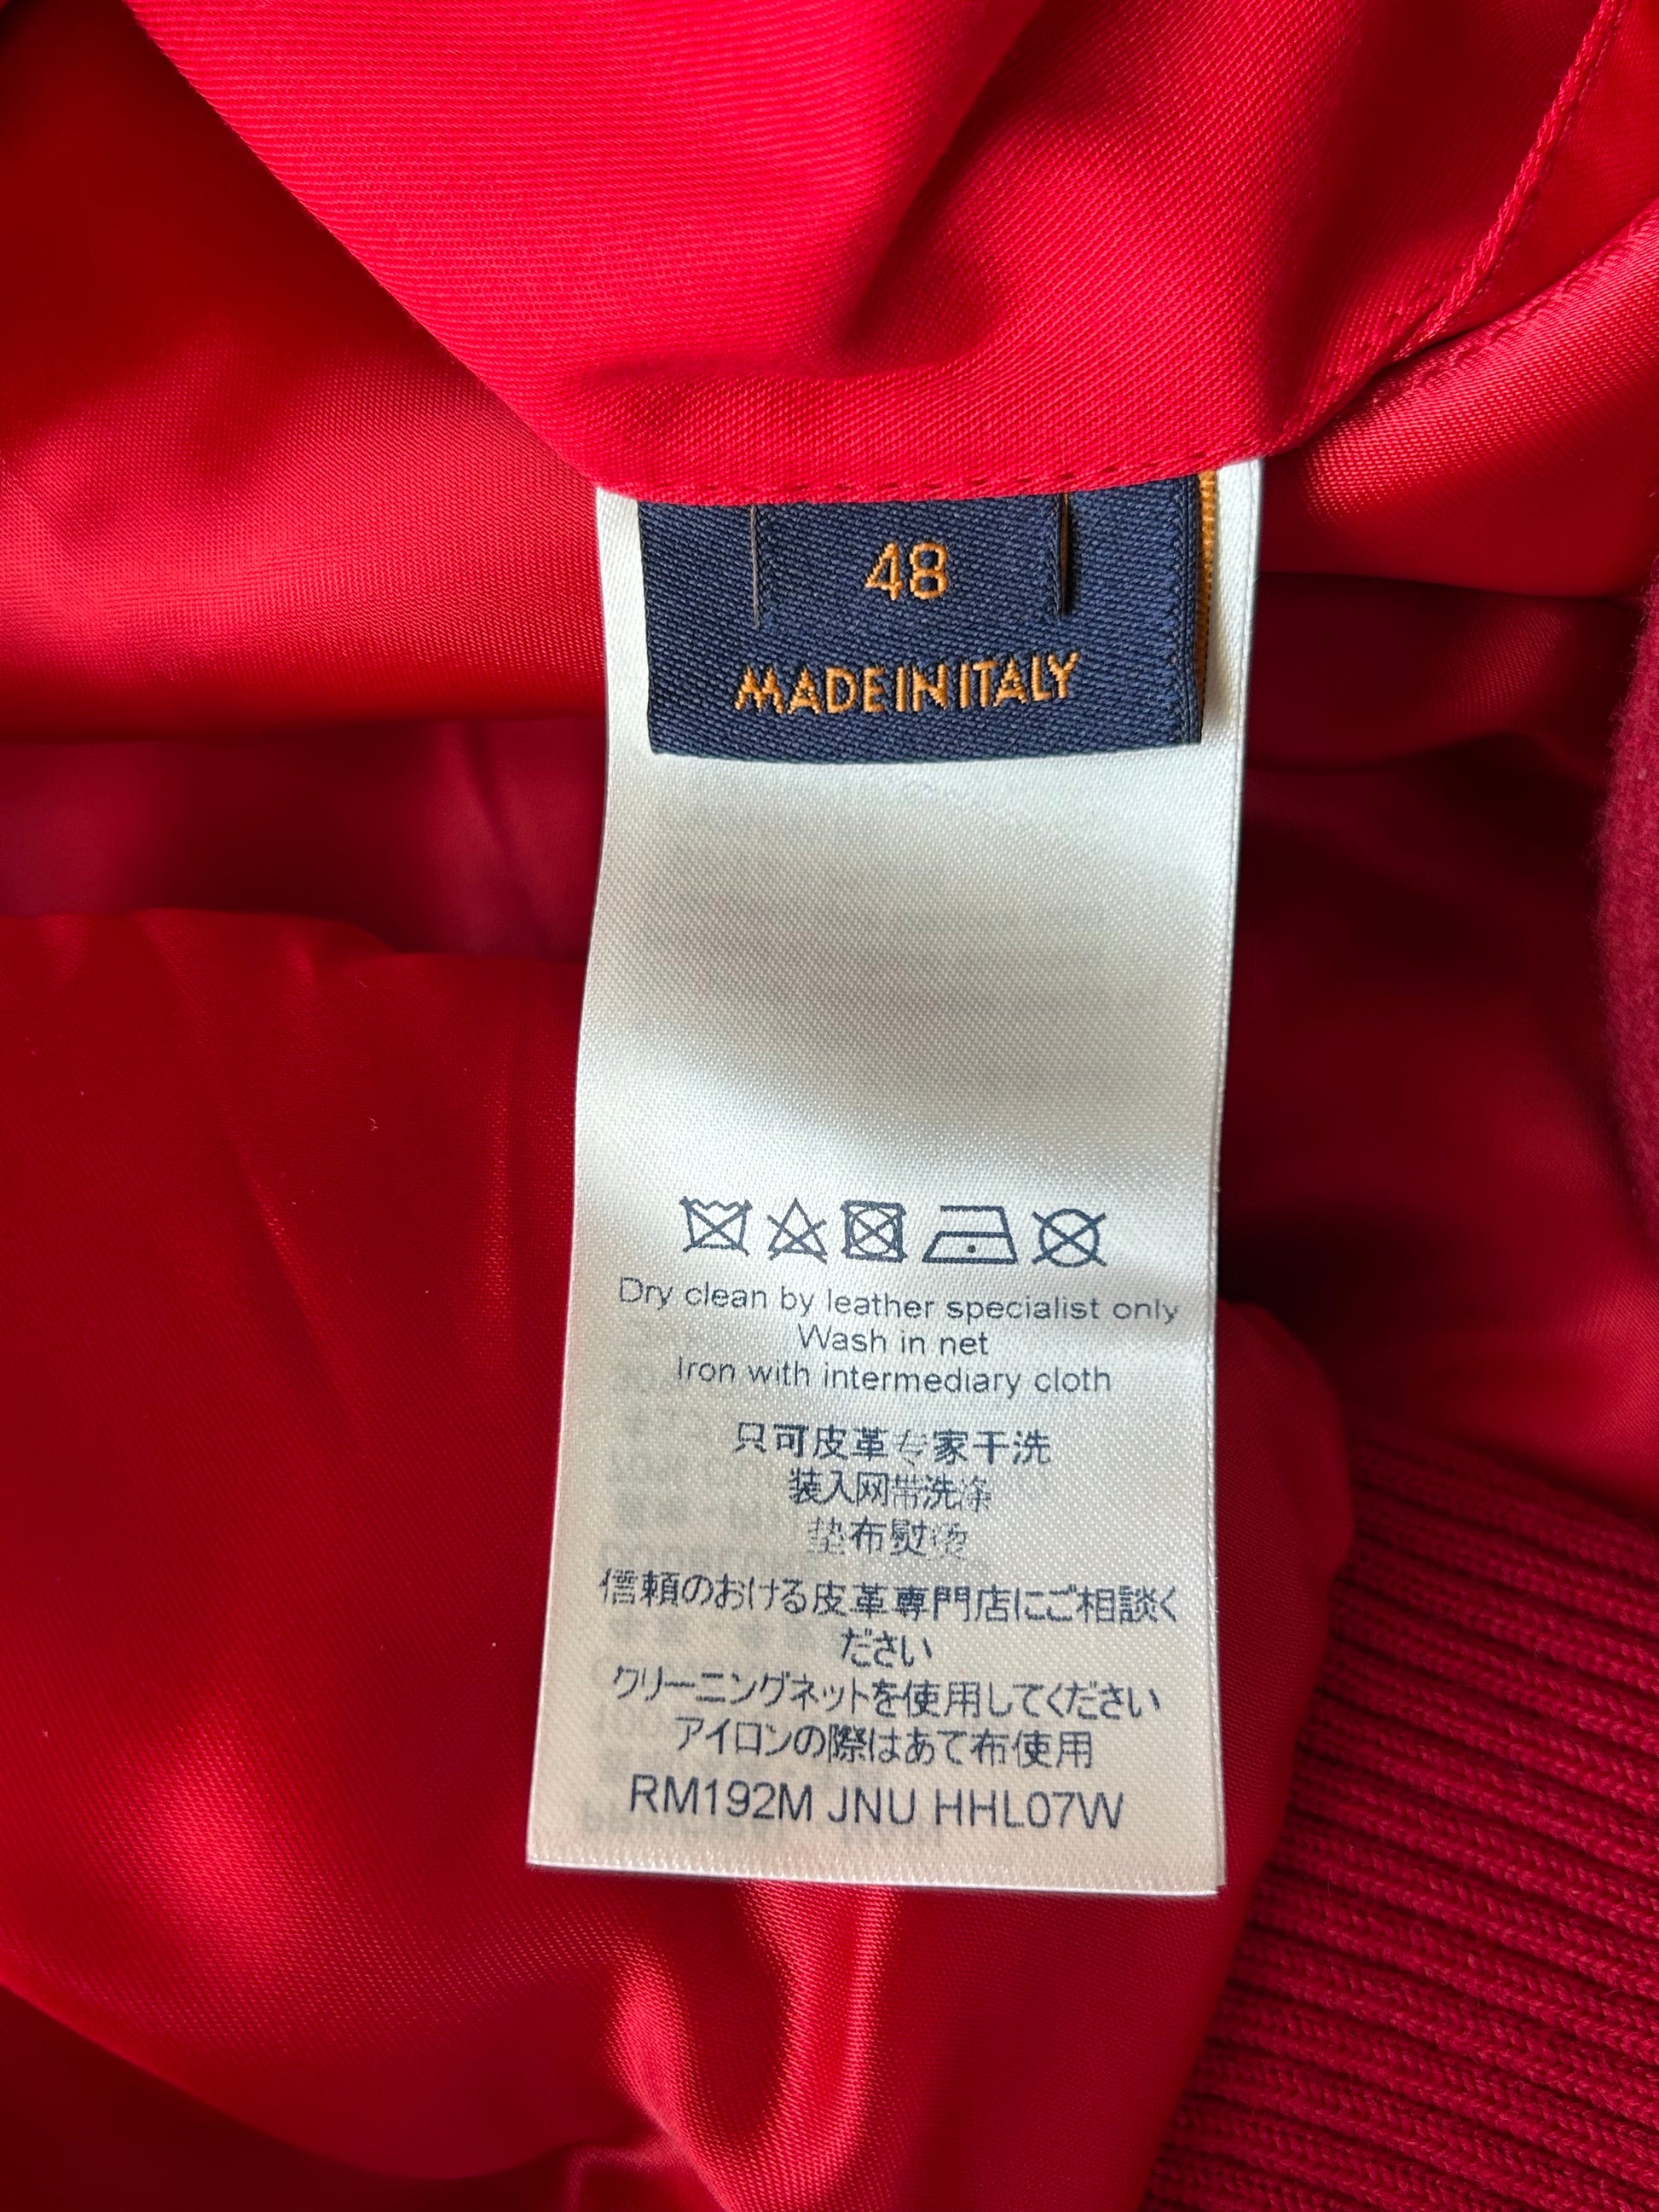 48
MADE IN ITALY
Dry clean by leather specialist only
Wash in net
Iron with intermediary cloth
只可皮革专家干洗
装入网带洗涤
垫布熨烫
信頼のおける皮革専門店にご相談く
ださい
クリーニングネットを使用してください
アイロンの際はあて布使用
RM192M JNU HHL07W